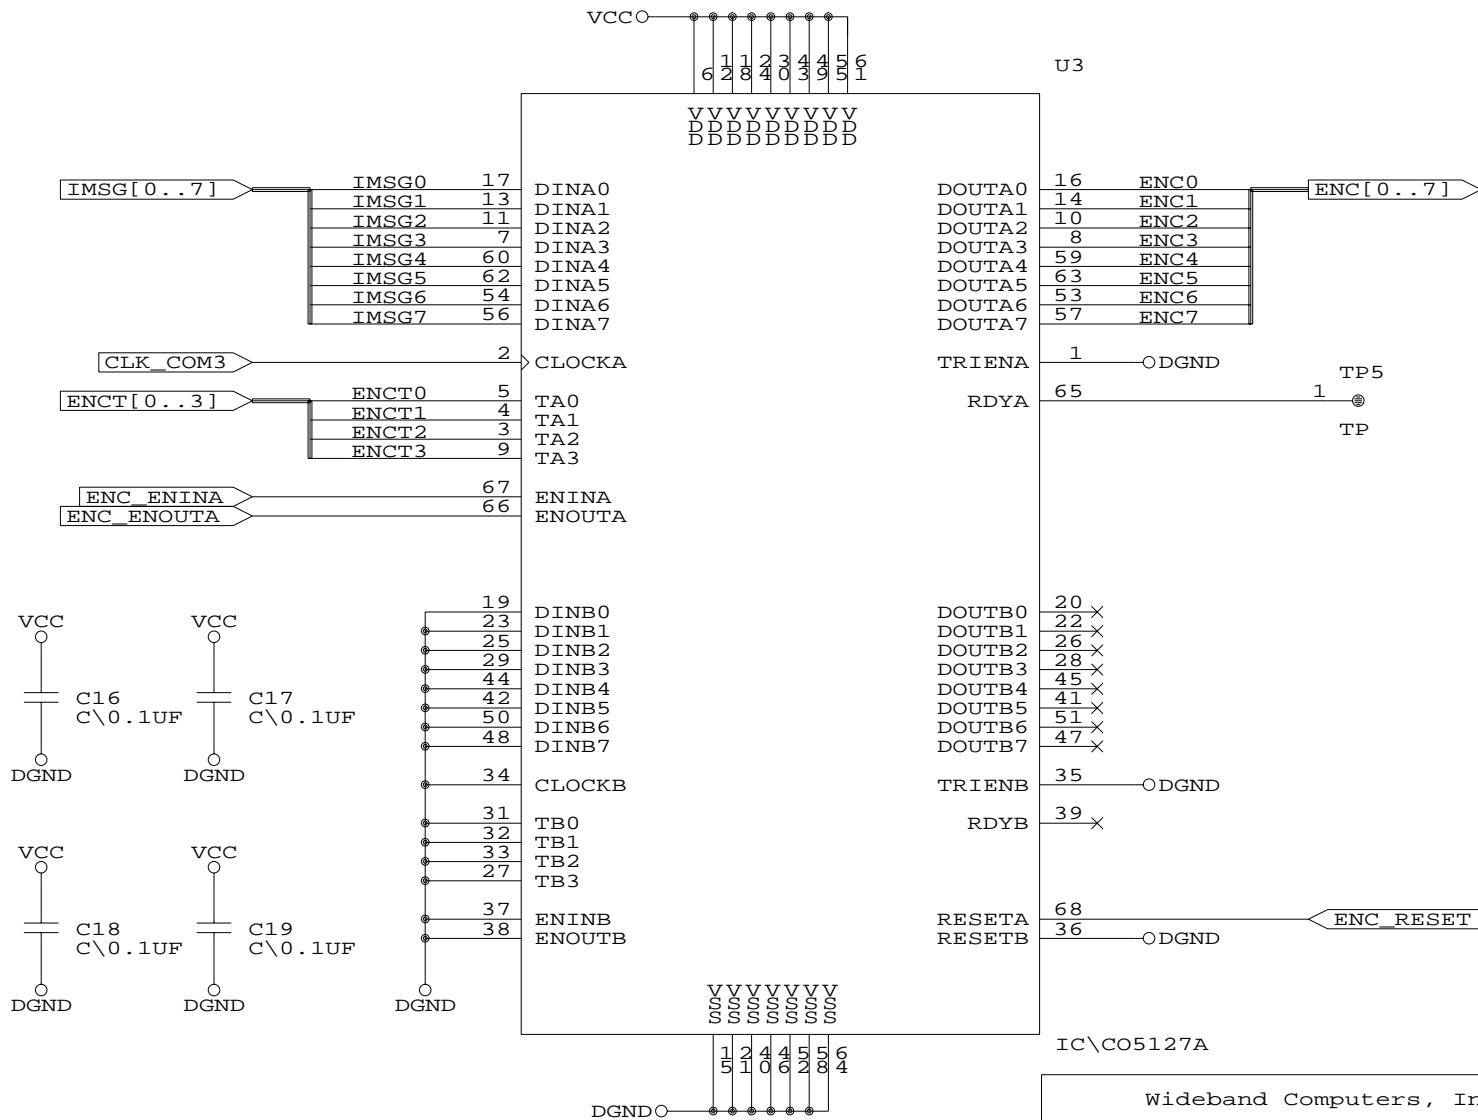 VCC
6 12 18 24 30 43 49 55 61
U3
VDD VDD VDD VDD VDD VDD VDD VDD VDD
IMSG[0..7] IMSG0 17 DINA0 DOUTA0 16 ENC0 ENC[0..7]
IMSG1 13 DINA1 DOUTA1 14 ENC1
IMSG2 11 DINA2 DOUTA2 10 ENC2
IMSG3 7 DINA3 DOUTA3 8 ENC3
IMSG4 60 DINA4 DOUTA4 59 ENC4
IMSG5 62 DINA5 DOUTA5 63 ENC5
IMSG6 54 DINA6 DOUTA6 53 ENC6
IMSG7 56 DINA7 DOUTA7 57 ENC7
CLK_COM3 2 CLOCKA TRIENA 1 DGND
TP5
ENCT[0..3] ENCT0 5 TA0 RDYA 65 1
ENCT1 4 TA1 TP
ENCT2 3 TA2
ENCT3 9 TA3
ENC_ENINA 67 ENINA
ENC_ENOUTA 66 ENOUTA
19 DINB0 DOUTB0 20
VCC VCC 23 DINB1 DOUTB1 22
25 DINB2 DOUTB2 26
29 DINB3 DOUTB3 28
C16 C17 44 DINB4 DOUTB4 45
C\0.1UF C\0.1UF 42 DINB5 DOUTB5 41
50 DINB6 DOUTB6 51
48 DINB7 DOUTB7 47
DGND DGND 34 CLOCKB TRIENB 35 DGND
31 TB0 RDYB 39
32 TB1
VCC VCC 33 TB2
27 TB3
C18 C19 37 ENINB RESETA 68 ENC_RESET
C\0.1UF C\0.1UF 38 ENOUTB RESETB 36 DGND
DGND DGND DGND
VSS VSS VSS VSS VSS VSS VSS
15 21 40 46 52 58 64
IC\CO5127A
DGND
Wideband Computers, In